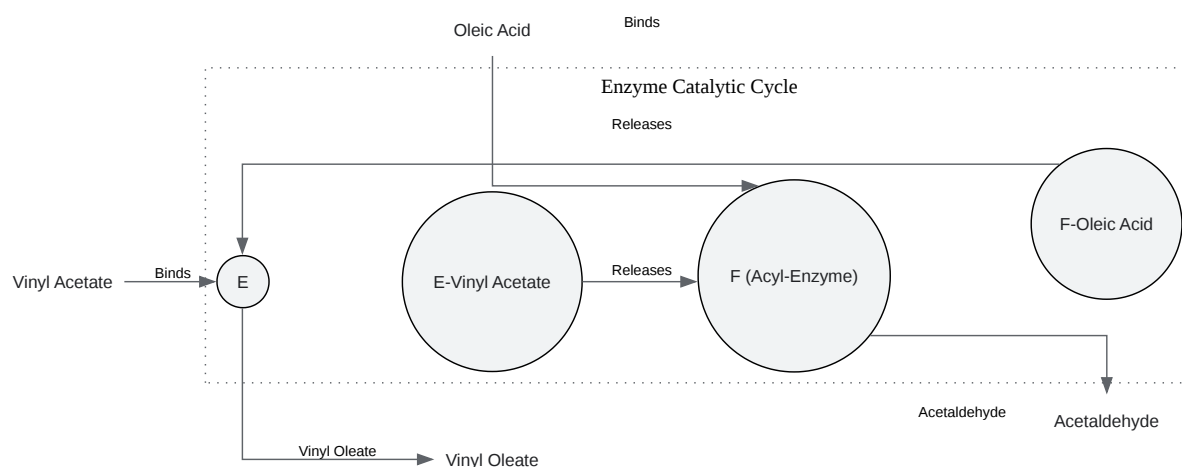 Binds
Oleic Acid
Enzyme Catalytic Cycle
Releases
F-Oleic Acid
Vinyl Acetate
Binds
E
E-Vinyl Acetate
Releases
F (Acyl-Enzyme)
Acetaldehyde
Acetaldehyde
Vinyl Oleate
Vinyl Oleate